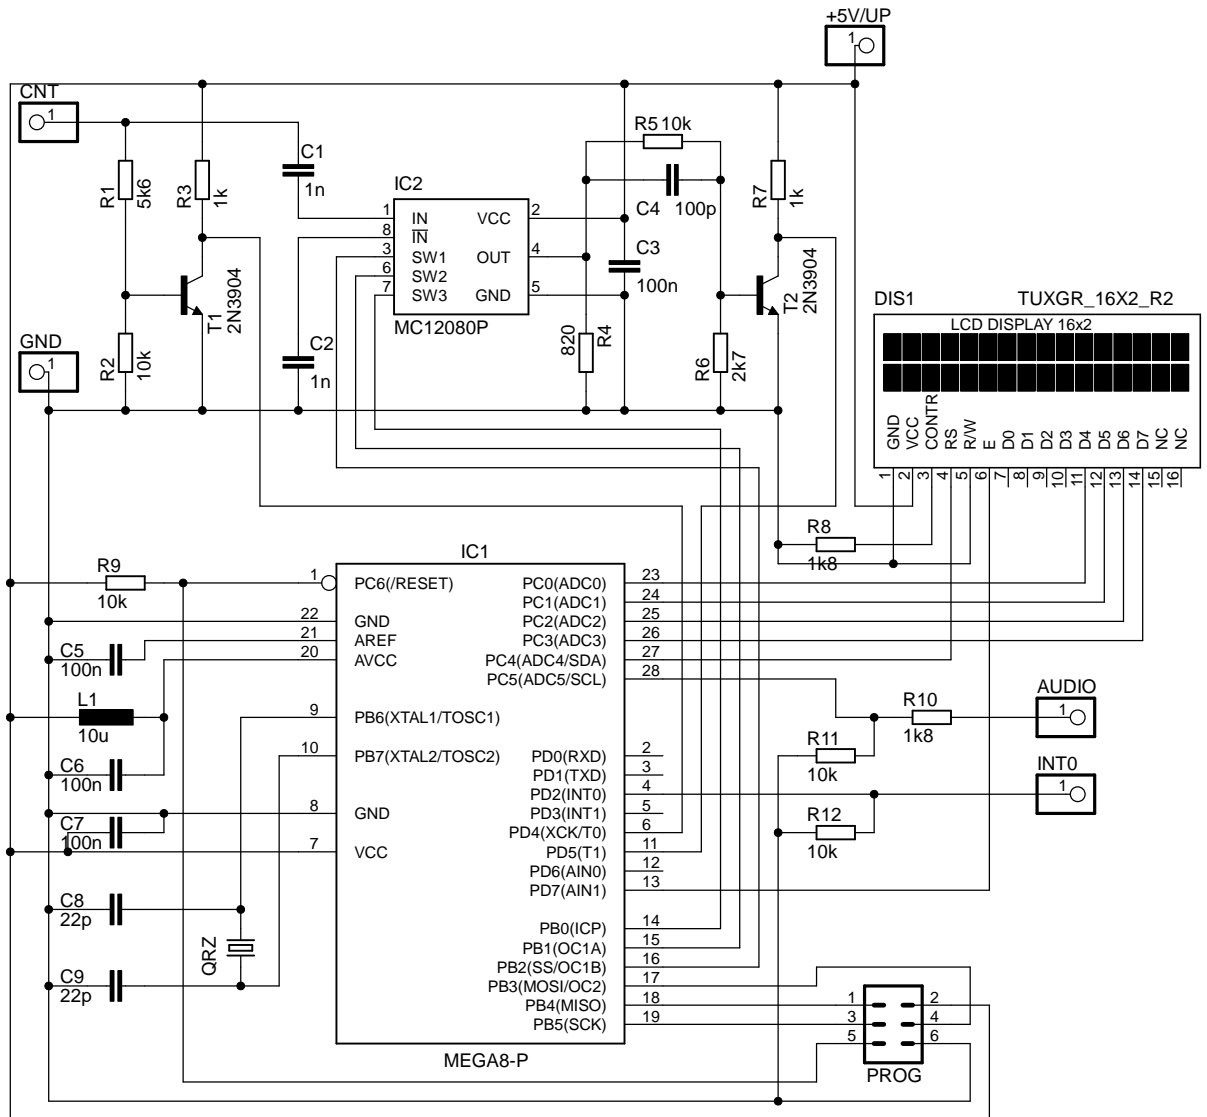 +5V/UP
1
CNT
1
R1
5k6
R3
1k
C1
1n
R5 10k
C4
100p
R7
1k
IC2
1
8
3
6
7
IN
IN
SW1
SW2
SW3
VCC
OUT
GND
2
4
5
MC12080P
C3
100n
T1
2N3904
T2
2N3904
GND
1
R2
10k
C2
1n
820
R4
R6
2k7
DIS1
TUXGR_16X2_R2
LCD DISPLAY 16x2
GND
VCC
CONTR
RS
R/W
E
D0
D1
D2
D3
D4
D5
D6
D7
NC
NC
1
2
3
4
5
6
7
8
9
10
11
12
13
14
15
16
R8
1k8
IC1
R9
10k
1 PC6(/RESET)
22 GND
21 AREF
20 AVCC
9 PB6(XTAL1/TOSC1)
10 PB7(XTAL2/TOSC2)
8 GND
7 VCC
C5
100n
L1
10u
C6
100n
C7
100n
C8
22p
C9
22p
QRZ
PC0(ADC0) 23
PC1(ADC1) 24
PC2(ADC2) 25
PC3(ADC3) 26
PC4(ADC4/SDA) 27
PC5(ADC5/SCL) 28
PD0(RXD) 2
PD1(TXD) 3
PD2(INT0) 4
PD3(INT1) 5
PD4(XCK/T0) 6
PD5(T1) 11
PD6(AIN0) 12
PD7(AIN1) 13
PB0(ICP) 14
PB1(OC1A) 15
PB2(SS/OC1B) 16
PB3(MOSI/OC2) 17
PB4(MISO) 18
PB5(SCK) 19
MEGA8-P
R10
1k8
AUDIO
1
R11
10k
INT0
1
R12
10k
1 2
3 4
5 6
PROG